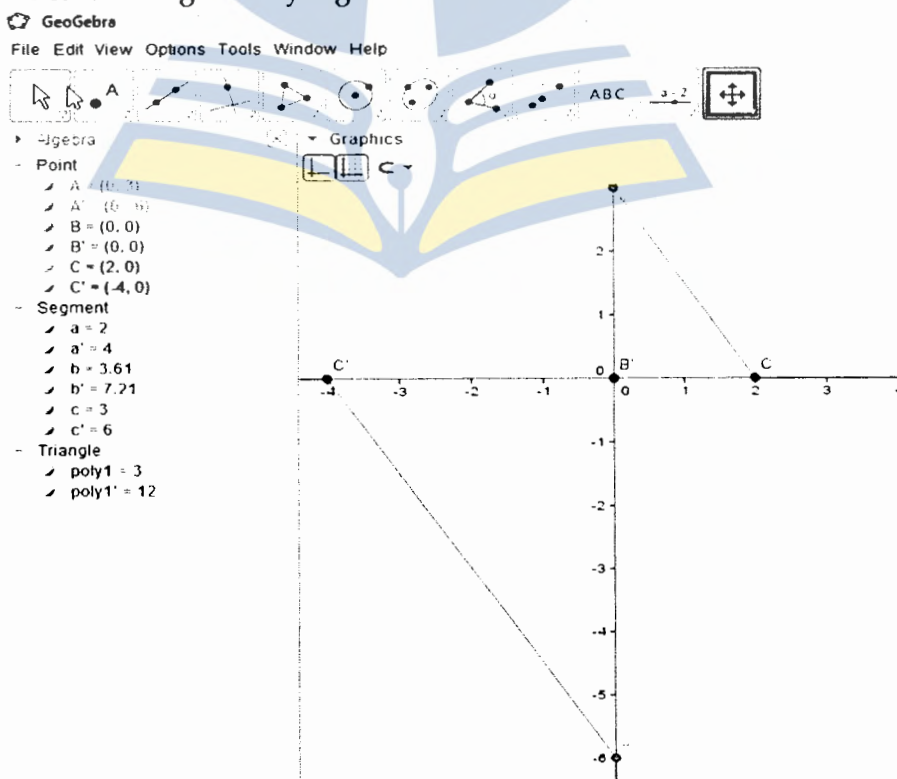 GeoGebra
File Edit View Options Tools Window Help
A
ABC
a = 2
Algebra
Graphics
Point
B = (0, 0)
B' = (0, 0)
C = (2, 0)
C' = (-4, 0)
Segment
a = 2
a' = 4
b = 3.61
b' = 7.21
c = 3
c' = 6
Triangle
poly1 = 3
poly1' = 12
2
1
C'
B'
C
0
-4 -3 -2 -1 0 1 2 3
-1
-2
-3
-4
-5
-6